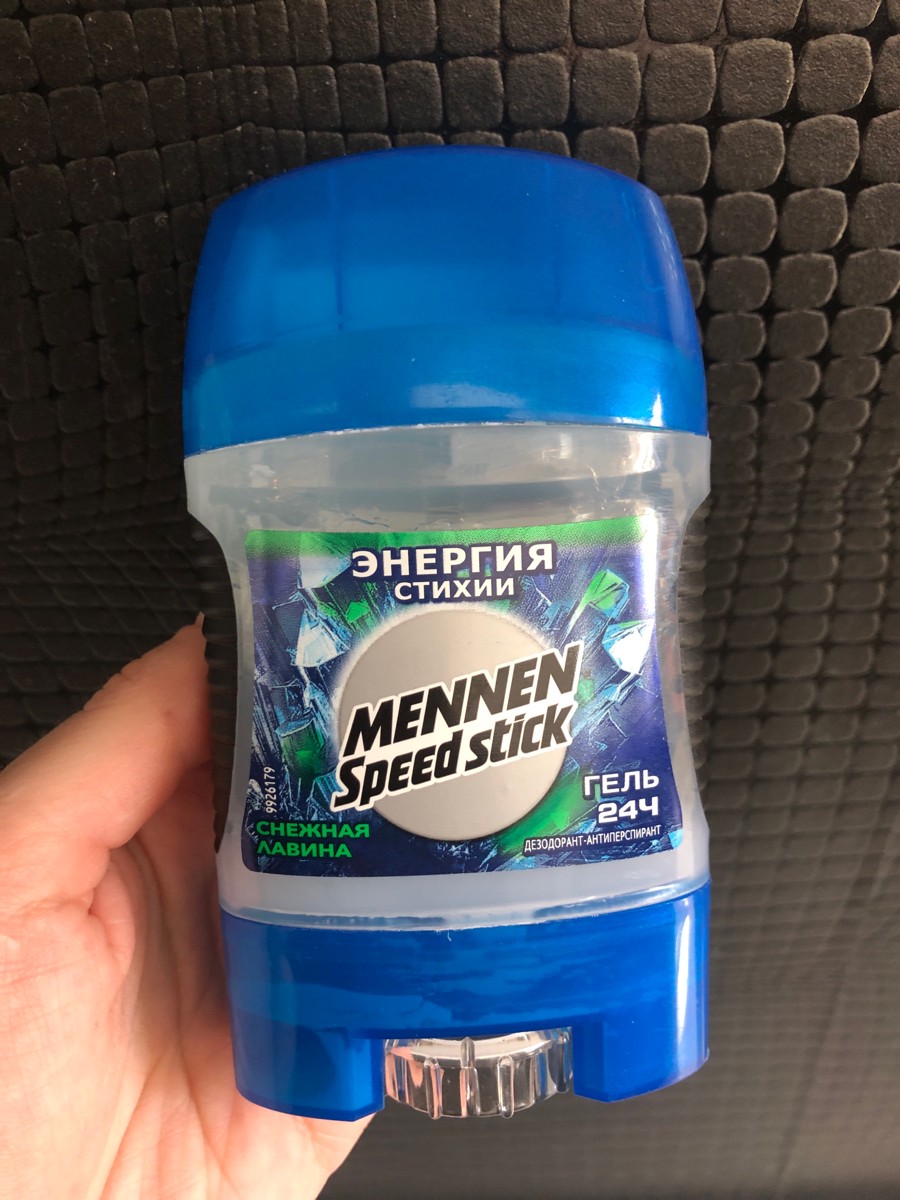 ЭНЕРГИЯ
СТИХИИ
MENNEN
Speed stick
9926179
СНЕЖНАЯ
ЛАВИНА
ГЕЛЬ
24Ч
ДЕЗОДОРАНТ-АНТИПЕРСПИРАНТ